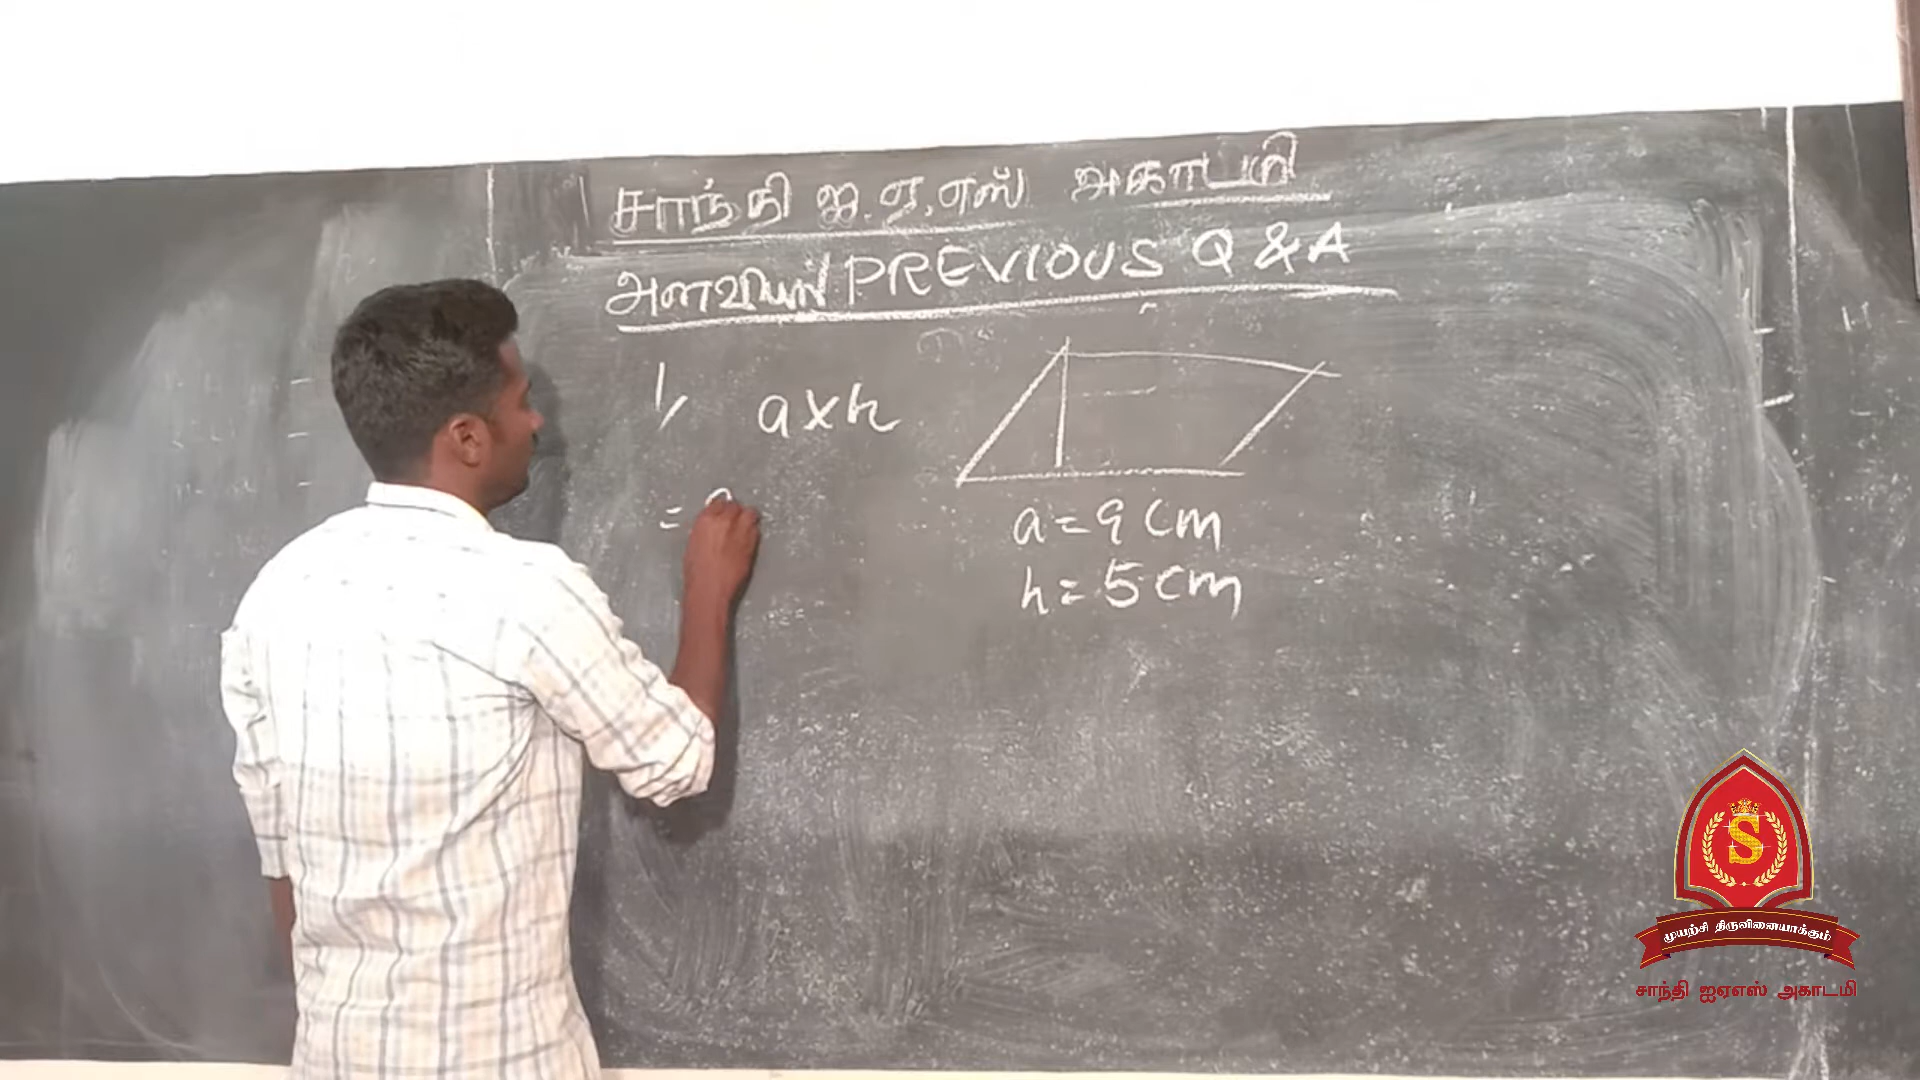 சாந்தி ஐ.ஏ.எஸ் அகாடமி
அளவியல் PREVIOUS Q & A
1, a x h
=
a = 9 cm
h = 5 cm
S
முயற்சி திருவினையாக்கும்
சாந்தி ஐஏஎஸ் அகாடமி